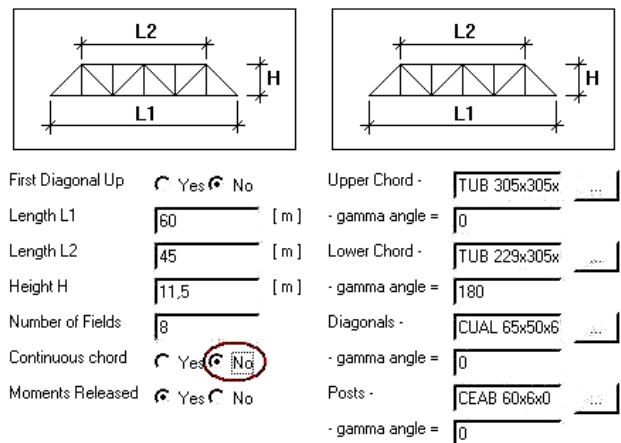 L2
H
L1
L2
H
L1
First Diagonal Up Yes No
Length L1 60 [ m ]
Length L2 45 [ m ]
Height H 11,5 [ m ]
Number of Fields 8
Continuous chord Yes No
Moments Released Yes No
Upper Chord - TUB 305x305x ...
- gamma angle = 0
Lower Chord - TUB 229x305x ...
- gamma angle = 180
Diagonals - CUAL 65x50x6 ...
- gamma angle = 0
Posts - CEAB 60x6x0 ...
- gamma angle = 0